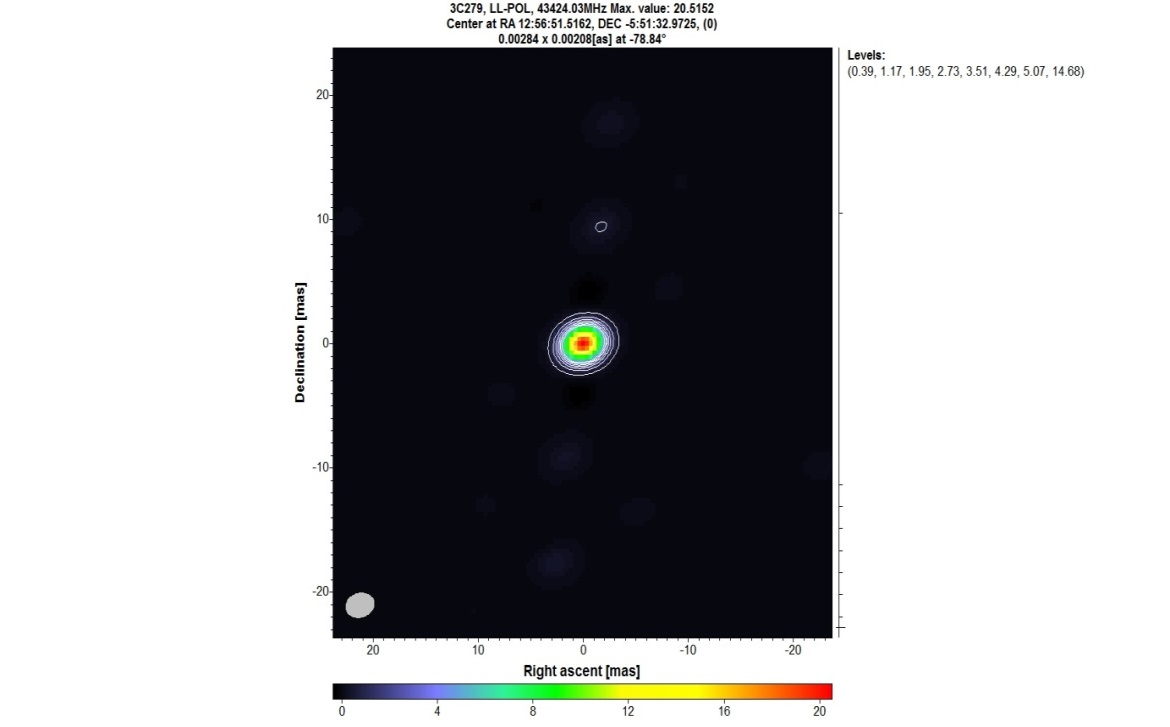 3C279, LL-POL, 43424.03MHz Max. value: 20.5152
Center at RA 12:56:51.5162, DEC -5:51:32.9725, (0)
0.00284 x 0.00208[as] at -78.84°
Levels:
(0.39, 1.17, 1.95, 2.73, 3.51, 4.29, 5.07, 14.68)
20
10
0
-10
-20
Declination [mas]
20 10 0 -10 -20
Right ascent [mas]
0 4 8 12 16 20